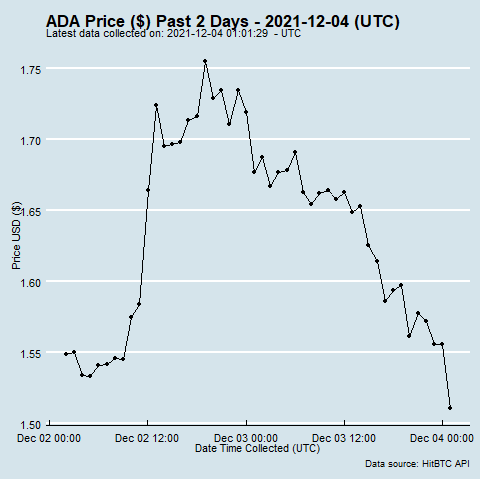 ADA Price ($) Past 2 Days - 2021-12-04 (UTC)
Latest data collected on: 2021-12-04 01:01:29  - UTC
1.75
1.70
1.65
1.60
1.55
1.50
Price USD ($)
Dec 02 00:00 Dec 02 12:00 Dec 03 00:00 Dec 03 12:00 Dec 04 00:00
Date Time Collected (UTC)
Data source: HitBTC API